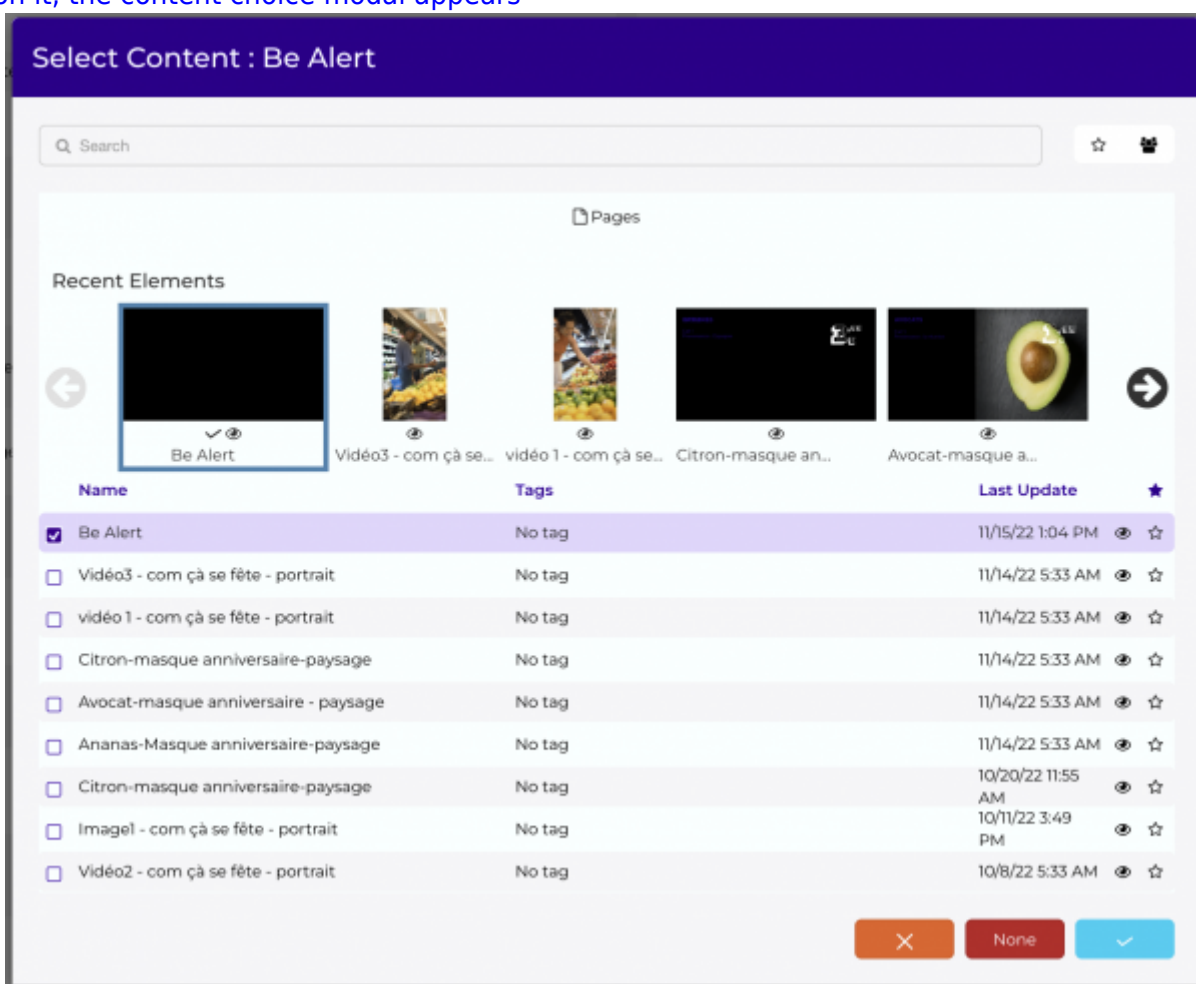 on it, the content choice modal appears
Select Content : Be Alert
Search
Pages
Recent Elements
Be Alert
Vidéo3 - com çà se...
vidéo 1 - com çà se...
Citron-masque an...
Avocat-masque a...
Name Tags Last Update
Be Alert No tag 11/15/22 1:04 PM
Vidéo3 - com çà se fête - portrait No tag 11/14/22 5:33 AM
vidéo 1 - com çà se fête - portrait No tag 11/14/22 5:33 AM
Citron-masque anniversaire-paysage No tag 11/14/22 5:33 AM
Avocat-masque anniversaire - paysage No tag 11/14/22 5:33 AM
Ananas-Masque anniversaire-paysage No tag 11/14/22 5:33 AM
Citron-masque anniversaire-paysage No tag 10/20/22 11:55
AM
Image1 - com çà se fête - portrait No tag 10/11/22 3:49
PM
Vidéo2 - com çà se fête - portrait No tag 10/8/22 5:33 AM
None